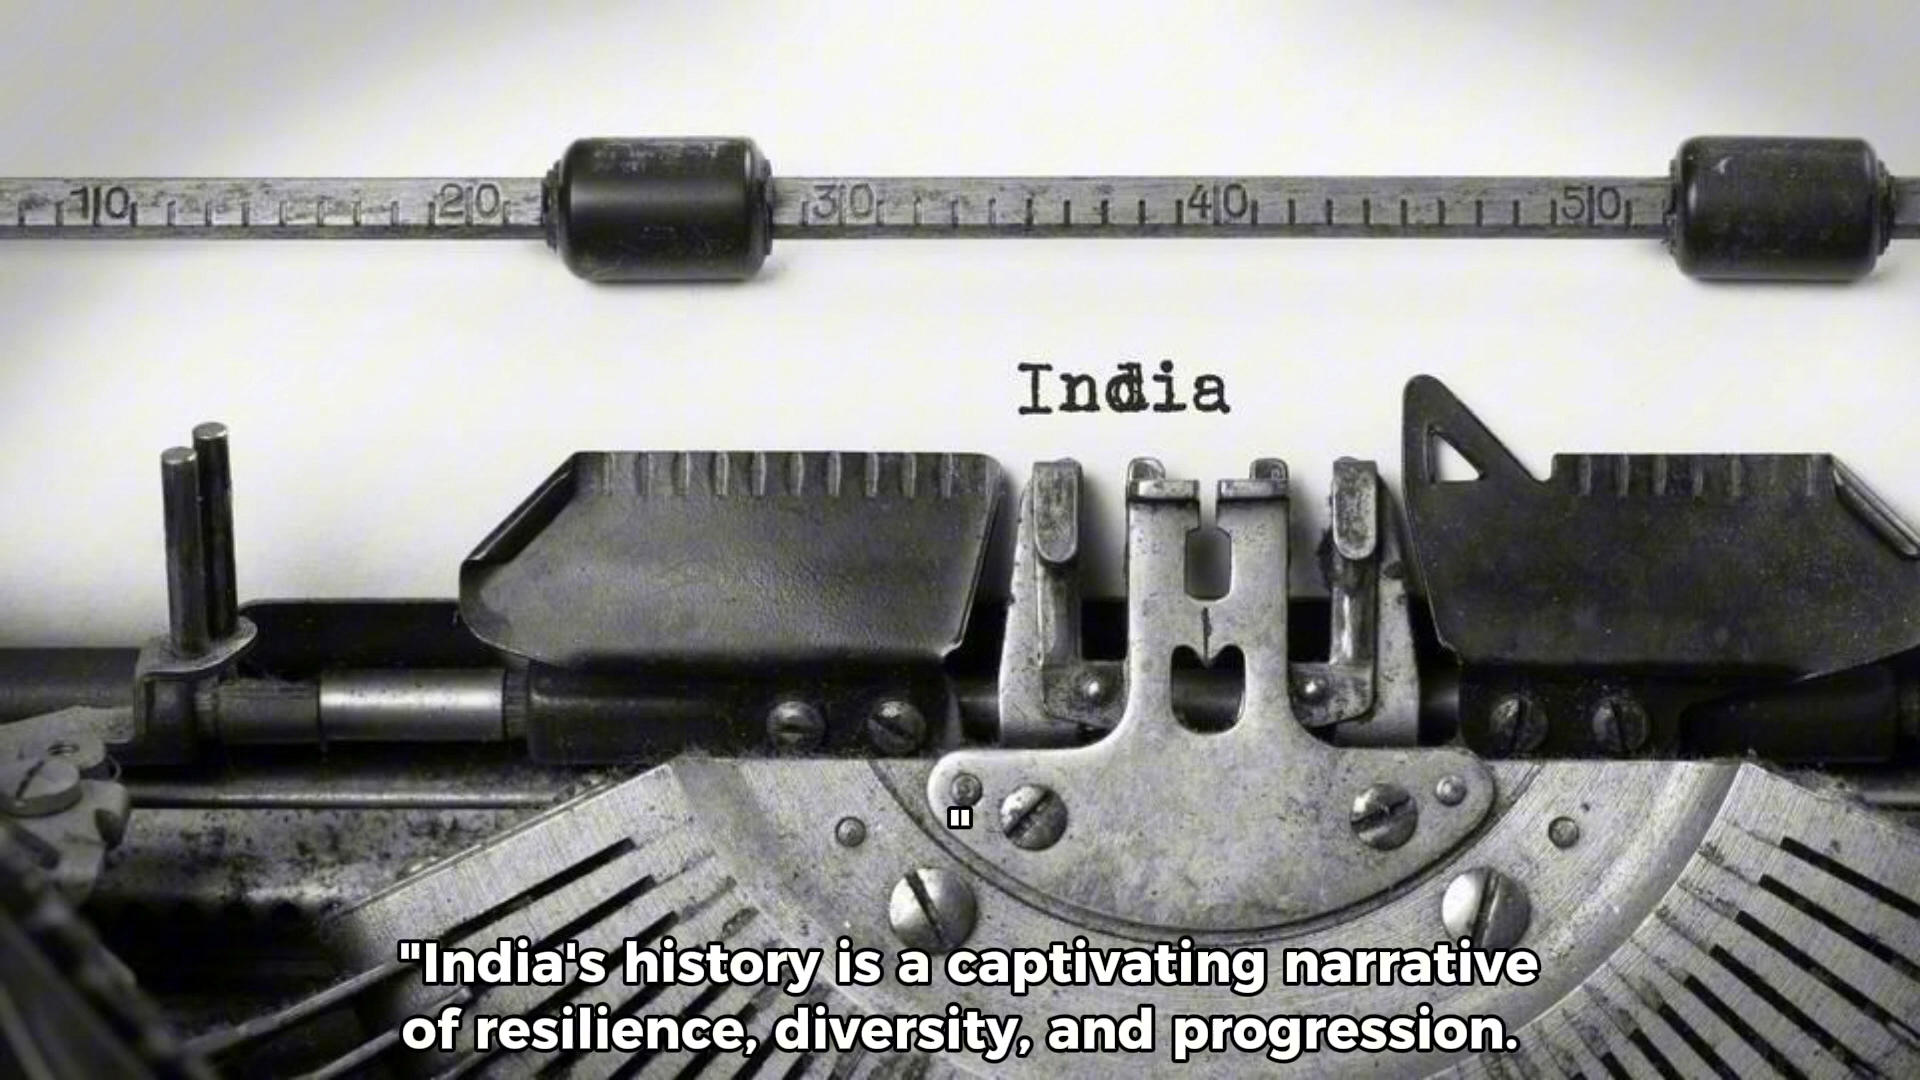 10 20 30 40 50
India
"
"India's history is a captivating narrative
of resilience, diversity, and progression.